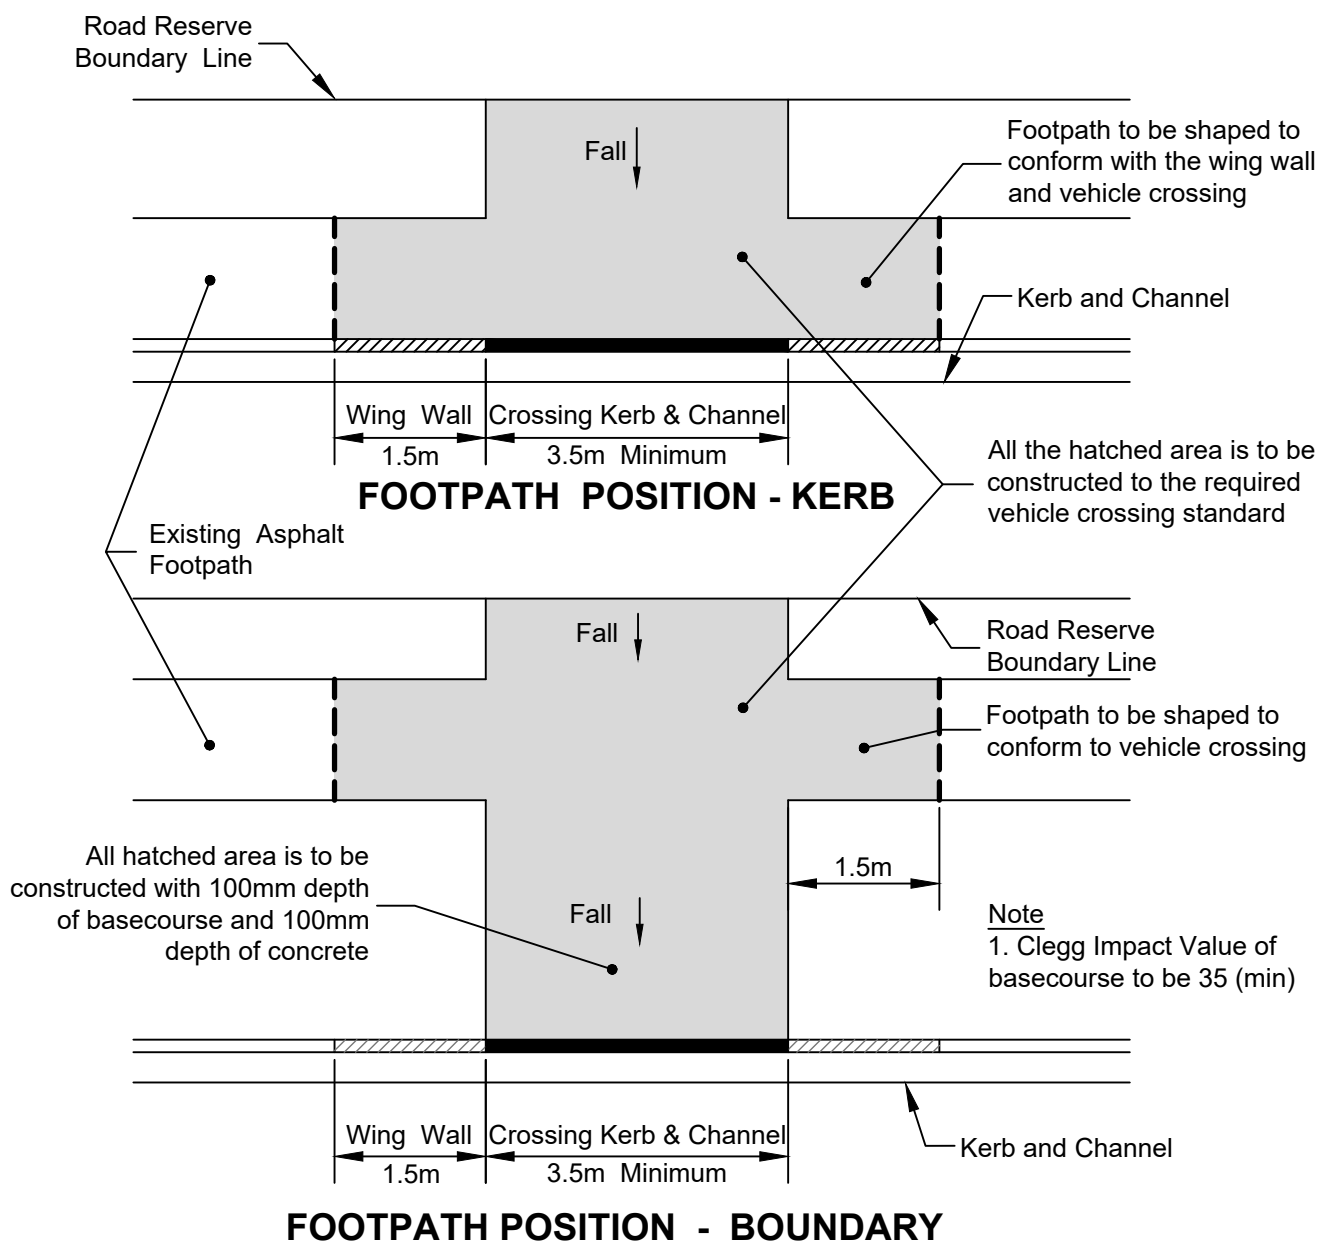 Road Reserve
Boundary Line
Fall
Footpath to be shaped to
conform with the wing wall
and vehicle crossing
Kerb and Channel
Wing Wall
Crossing Kerb & Channel
1.5m
3.5m Minimum
FOOTPATH POSITION - KERB
All the hatched area is to be
constructed to the required
vehicle crossing standard
Existing Asphalt
Footpath
Fall
Road Reserve
Boundary Line
Footpath to be shaped to
conform to vehicle crossing
All hatched area is to be
constructed with 100mm depth
of basecourse and 100mm
depth of concrete
1.5m
Fall
Note
1. Clegg Impact Value of
basecourse to be 35 (min)
Wing Wall
Crossing Kerb & Channel
1.5m
3.5m Minimum
Kerb and Channel
FOOTPATH POSITION - BOUNDARY